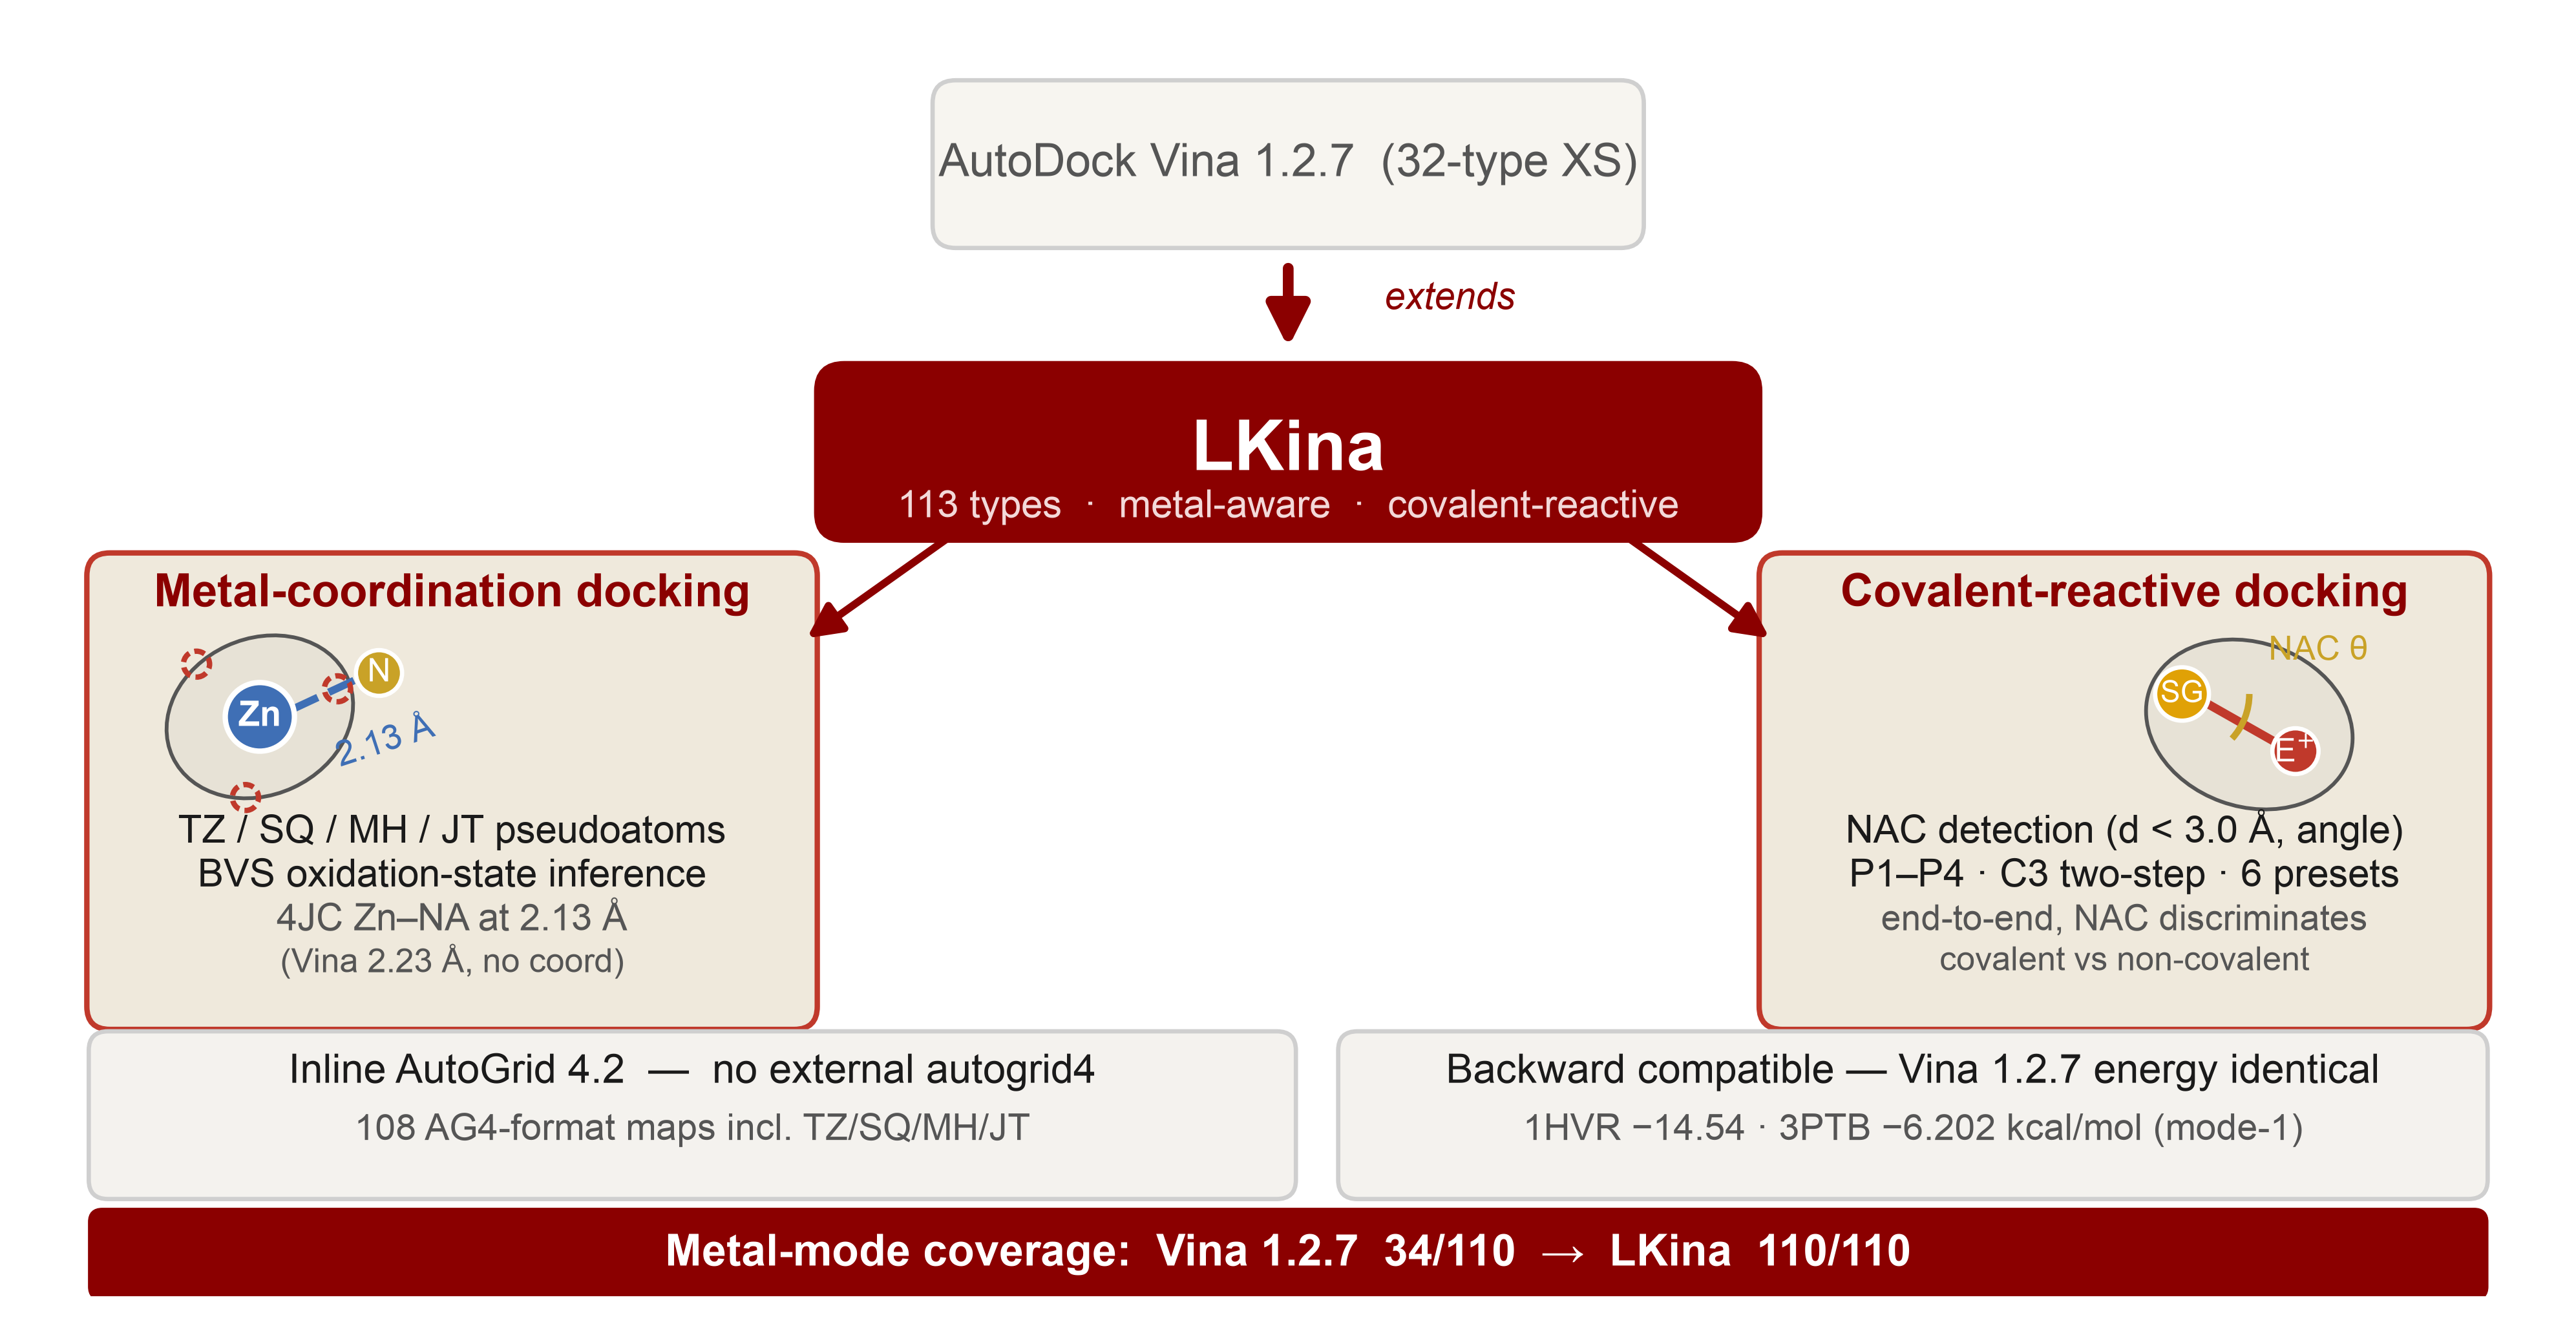 AutoDock Vina 1.2.7 (32-type XS)
extends
LKina
113 types · metal-aware · covalent-reactive
Metal-coordination docking
Zn
N
2.13 Å
TZ / SQ / MH / JT pseudoatoms
BVS oxidation-state inference
4JC Zn–NA at 2.13 Å
(Vina 2.23 Å, no coord)
Covalent-reactive docking
NAC θ
SG
E⁺
NAC detection (d < 3.0 Å, angle)
P1–P4 · C3 two-step · 6 presets
end-to-end, NAC discriminates
covalent vs non-covalent
Inline AutoGrid 4.2 — no external autogrid4
108 AG4-format maps incl. TZ/SQ/MH/JT
Backward compatible — Vina 1.2.7 energy identical
1HVR −14.54 · 3PTB −6.202 kcal/mol (mode-1)
Metal-mode coverage: Vina 1.2.7 34/110 → LKina 110/110